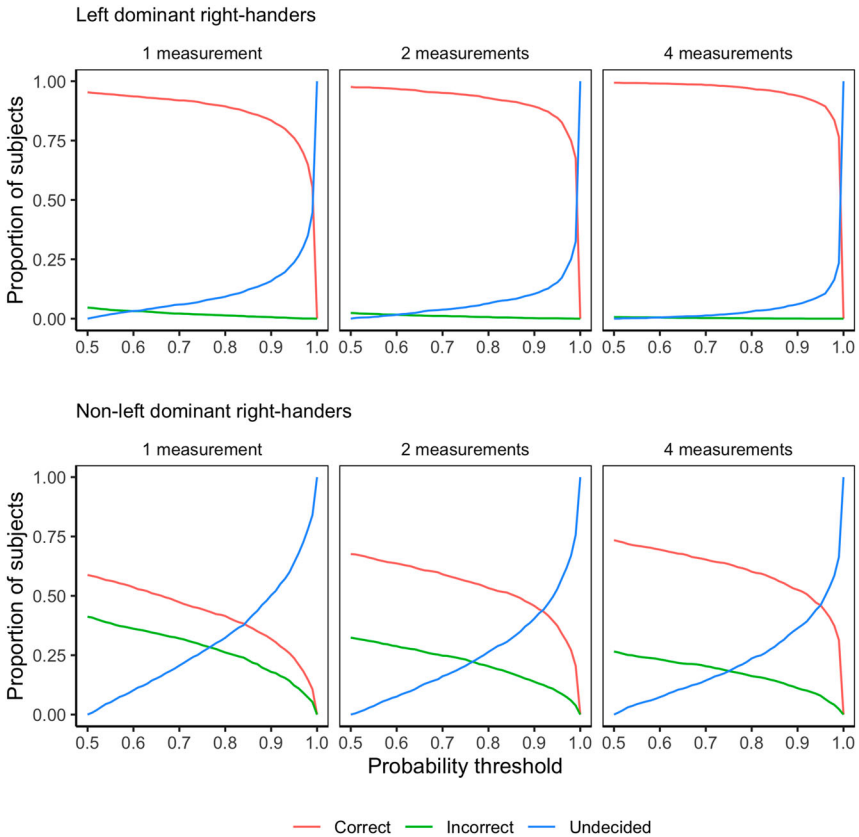 Left dominant right-handers
1 measurement 2 measurements 4 measurements
Proportion of subjects
1.00
0.75
0.50
0.25
0.00
0.5 0.6 0.7 0.8 0.9 1.0 0.5 0.6 0.7 0.8 0.9 1.0 0.5 0.6 0.7 0.8 0.9 1.0
Non-left dominant right-handers
1 measurement 2 measurements 4 measurements
Proportion of subjects
1.00
0.75
0.50
0.25
0.00
0.5 0.6 0.7 0.8 0.9 1.0 0.5 0.6 0.7 0.8 0.9 1.0 0.5 0.6 0.7 0.8 0.9 1.0
Probability threshold
Correct Incorrect Undecided